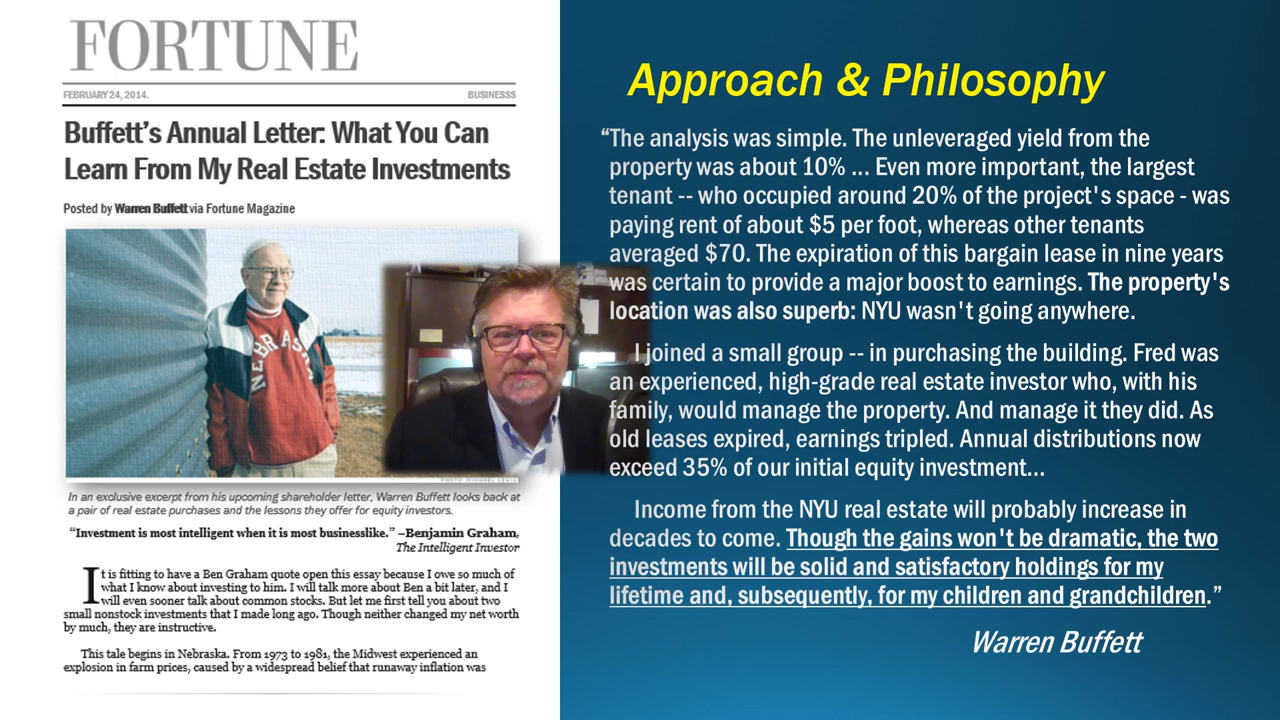 FORTUNE
FEBRUARY 24, 2014.
BUSINESSS
Buffett's Annual Letter: What You Can
Learn From My Real Estate Investments
Posted by Warren Buffett via Fortune Magazine
NEBRAS
PHOTO: MICHAEL LEWIS
In an exclusive excerpt from his upcoming shareholder letter, Warren Buffett looks back at
a pair of real estate purchases and the lessons they offer for equity investors.
"Investment is most intelligent when it is most businesslike." –Benjamin Graham,
The Intelligent Investor
It is fitting to have a Ben Graham quote open this essay because I owe so much of
what I know about investing to him. I will talk more about Ben a bit later, and I
will even sooner talk about common stocks. But let me first tell you about two
small nonstock investments that I made long ago. Though neither changed my net worth
by much, they are instructive.
This tale begins in Nebraska. From 1973 to 1981, the Midwest experienced an
explosion in farm prices, caused by a widespread belief that runaway inflation was
Approach & Philosophy
“The analysis was simple. The unleveraged yield from the
property was about 10% ... Even more important, the largest
tenant -- who occupied around 20% of the project's space - was
paying rent of about $5 per foot, whereas other tenants
averaged $70. The expiration of this bargain lease in nine years
was certain to provide a major boost to earnings. The property's
location was also superb: NYU wasn't going anywhere.
I joined a small group -- in purchasing the building. Fred was
an experienced, high-grade real estate investor who, with his
family, would manage the property. And manage it they did. As
old leases expired, earnings tripled. Annual distributions now
exceed 35% of our initial equity investment...
Income from the NYU real estate will probably increase in
decades to come. Though the gains won't be dramatic, the two
investments will be solid and satisfactory holdings for my
lifetime and, subsequently, for my children and grandchildren.”
Warren Buffett